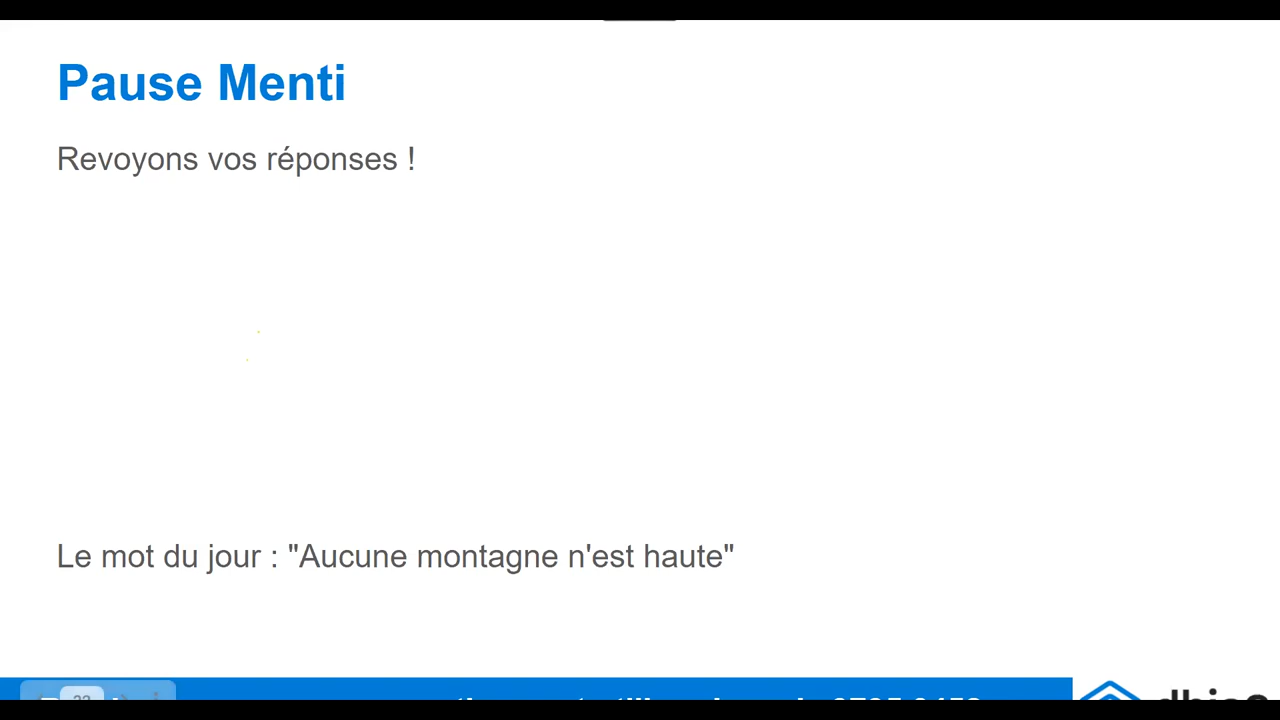 Pause Menti
Revoyons vos réponses !
Le mot du jour : "Aucune montagne n'est haute"